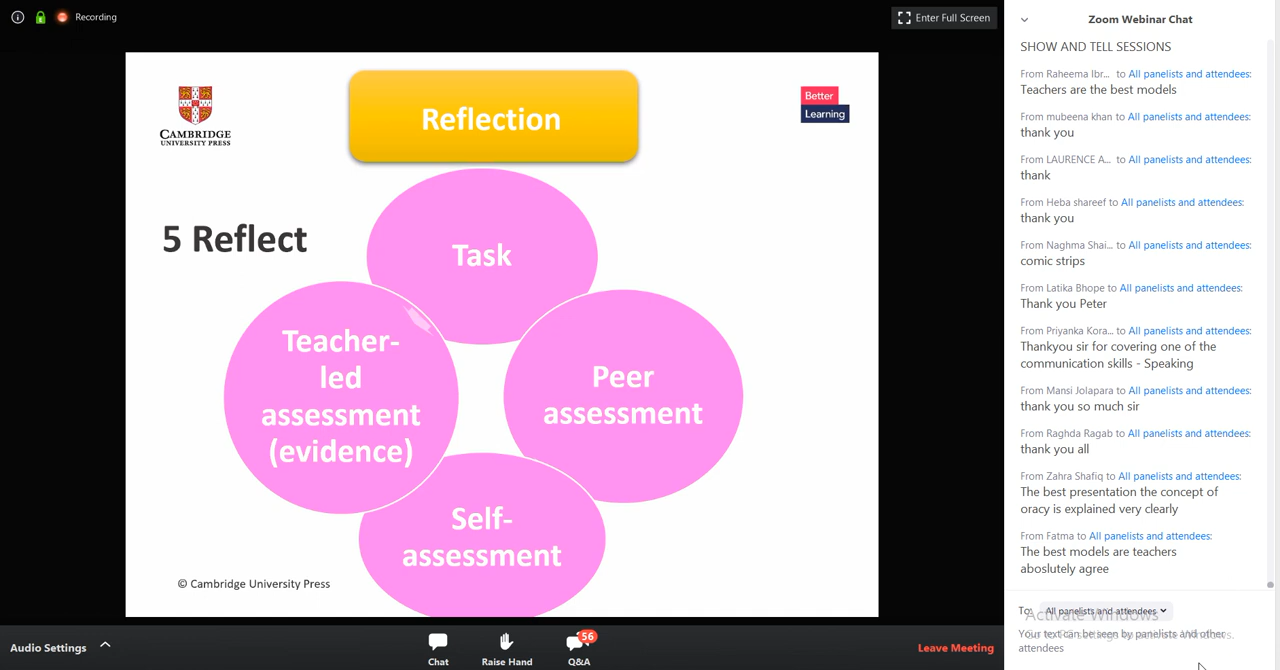 Recording
Enter Full Screen
CAMBRIDGE
UNIVERSITY PRESS
Reflection
Better
Learning
5 Reflect
Task
Teacher-
led
assessment
(evidence)
Peer
assessment
Self-
assessment
© Cambridge University Press
Audio Settings
Chat
Raise Hand
56
Q&A
Leave Meeting
Zoom Webinar Chat
SHOW AND TELL SESSIONS
From Raheema Ibr... to All panelists and attendees:
Teachers are the best models
From mubeena khan to All panelists and attendees:
thank you
From LAURENCE A... to All panelists and attendees:
thank
From Heba shareef to All panelists and attendees:
thank you
From Naghma Shai... to All panelists and attendees:
comic strips
From Latika Bhope to All panelists and attendees:
Thank you Peter
From Priyanka Kora... to All panelists and attendees:
Thankyou sir for covering one of the
communication skills - Speaking
From Mansi Jolapara to All panelists and attendees:
thank you so much sir
From Raghda Ragab to All panelists and attendees:
thank you all
From Zahra Shafiq to All panelists and attendees:
The best presentation the concept of
oracy is explained very clearly
From Fatma to All panelists and attendees:
The best models are teachers
aboslutely agree
To: All panelists and attendees
Activate Windows
Your text can be seen by panelists and other
attendees